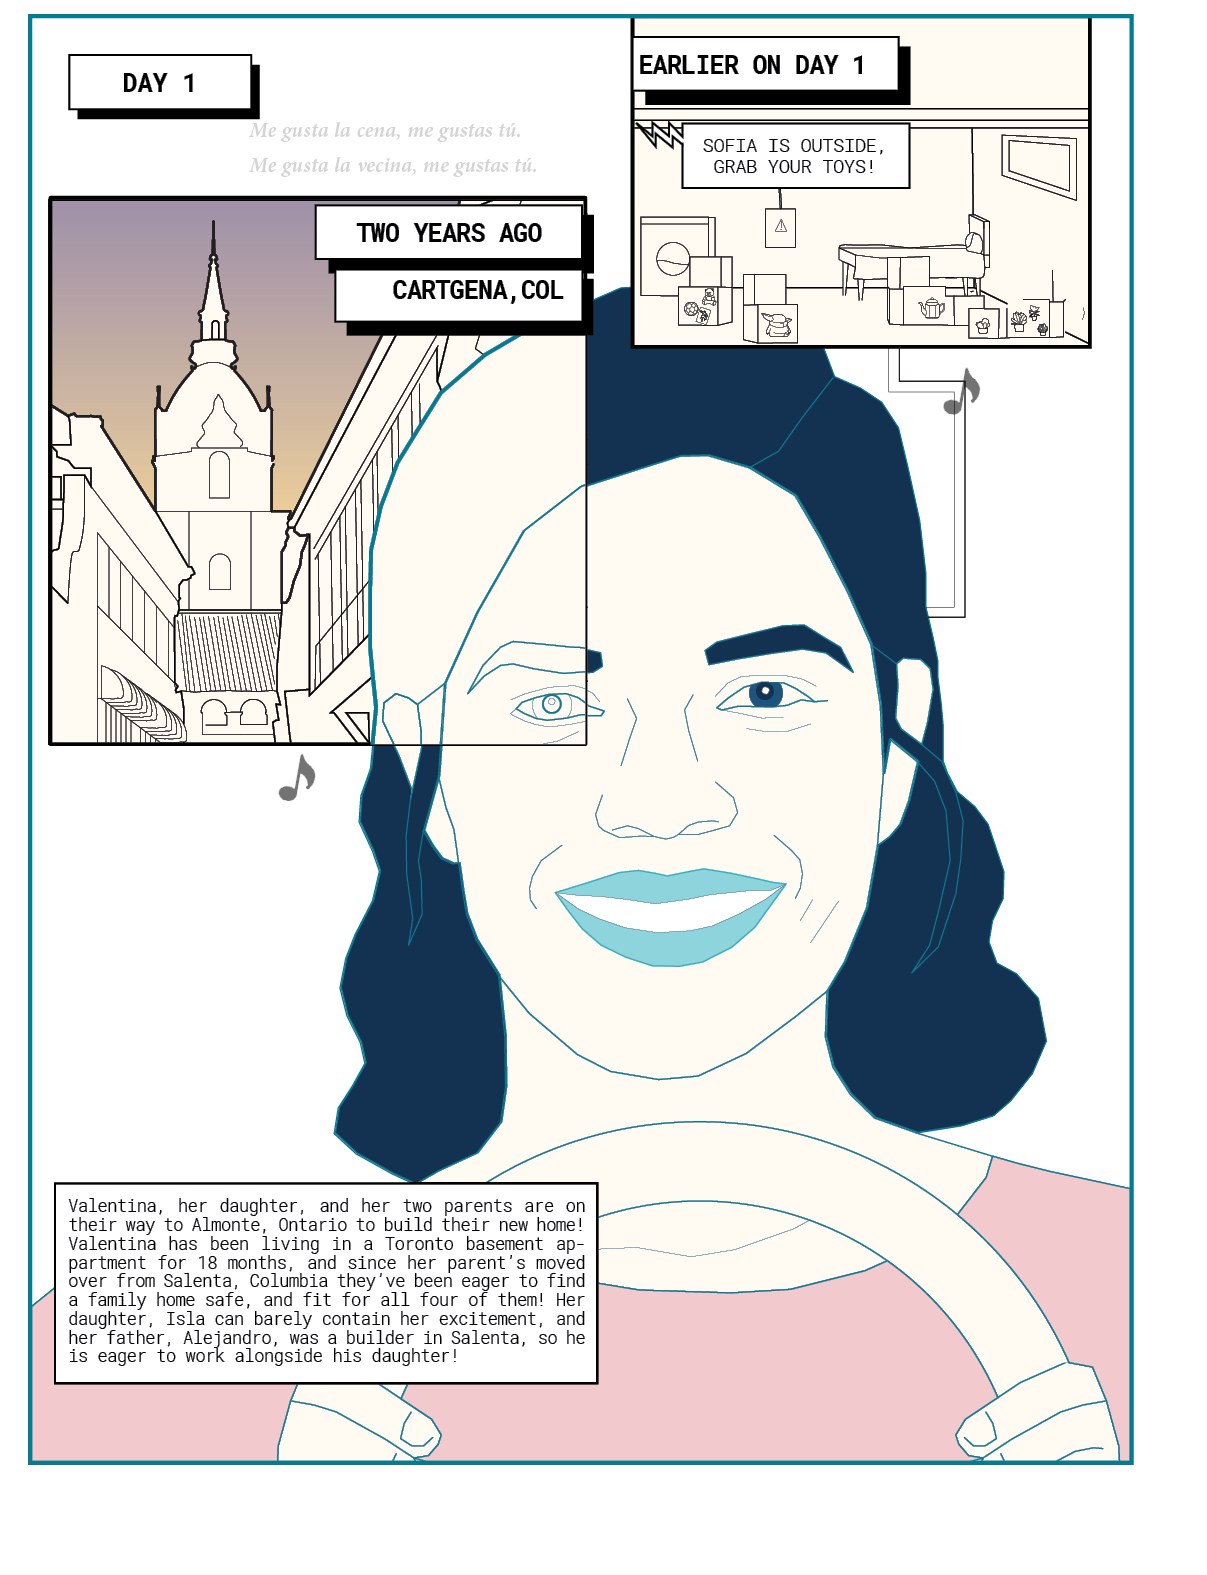 DAY 1
Me gusta la cena, me gustas tú.
Me gusta la vecina, me gustas tú.
EARLIER ON DAY 1
SOFIA IS OUTSIDE,
GRAB YOUR TOYS!
TWO YEARS AGO
CARTGENA,COL
Valentina, her daughter, and her two parents are on
their way to Almonte, Ontario to build their new home!
Valentina has been living in a Toronto basement ap-
partment for 18 months, and since her parent's moved
over from Salenta, Columbia they've been eager to find
a family home safe, and fit for all four of them! Her
daughter, Isla can barely contain her excitement, and
her father, Alejandro, was a builder in Salenta, so he
is eager to work alongside his daughter!